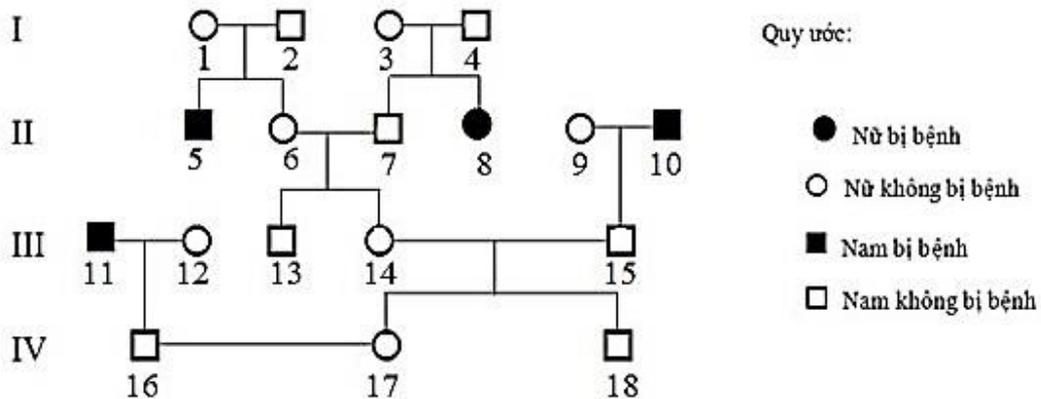 I
1 2 3 4
Quy ước:
II
5 6 7 8 9 10
Nữ bị bệnh
Nữ không bị bệnh
III
11 12 13 14 15
Nam bị bệnh
Nam không bị bệnh
IV
16 17 18